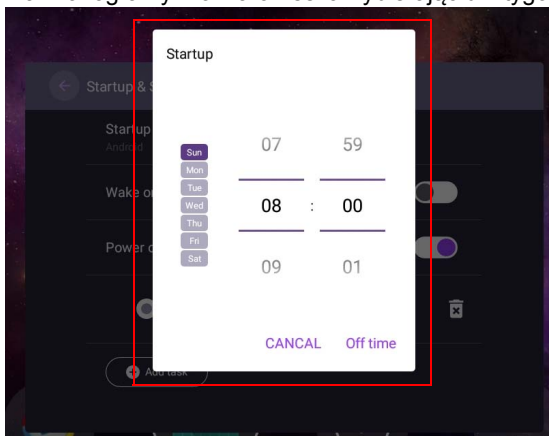 Startup
Startup & S
Startup
Android
Sun
Mon
Tue
Wed
Thu
Fri
Sat
07 59
08 : 00
09 01
Wake o
Power o
CANCAL Off time
Add task